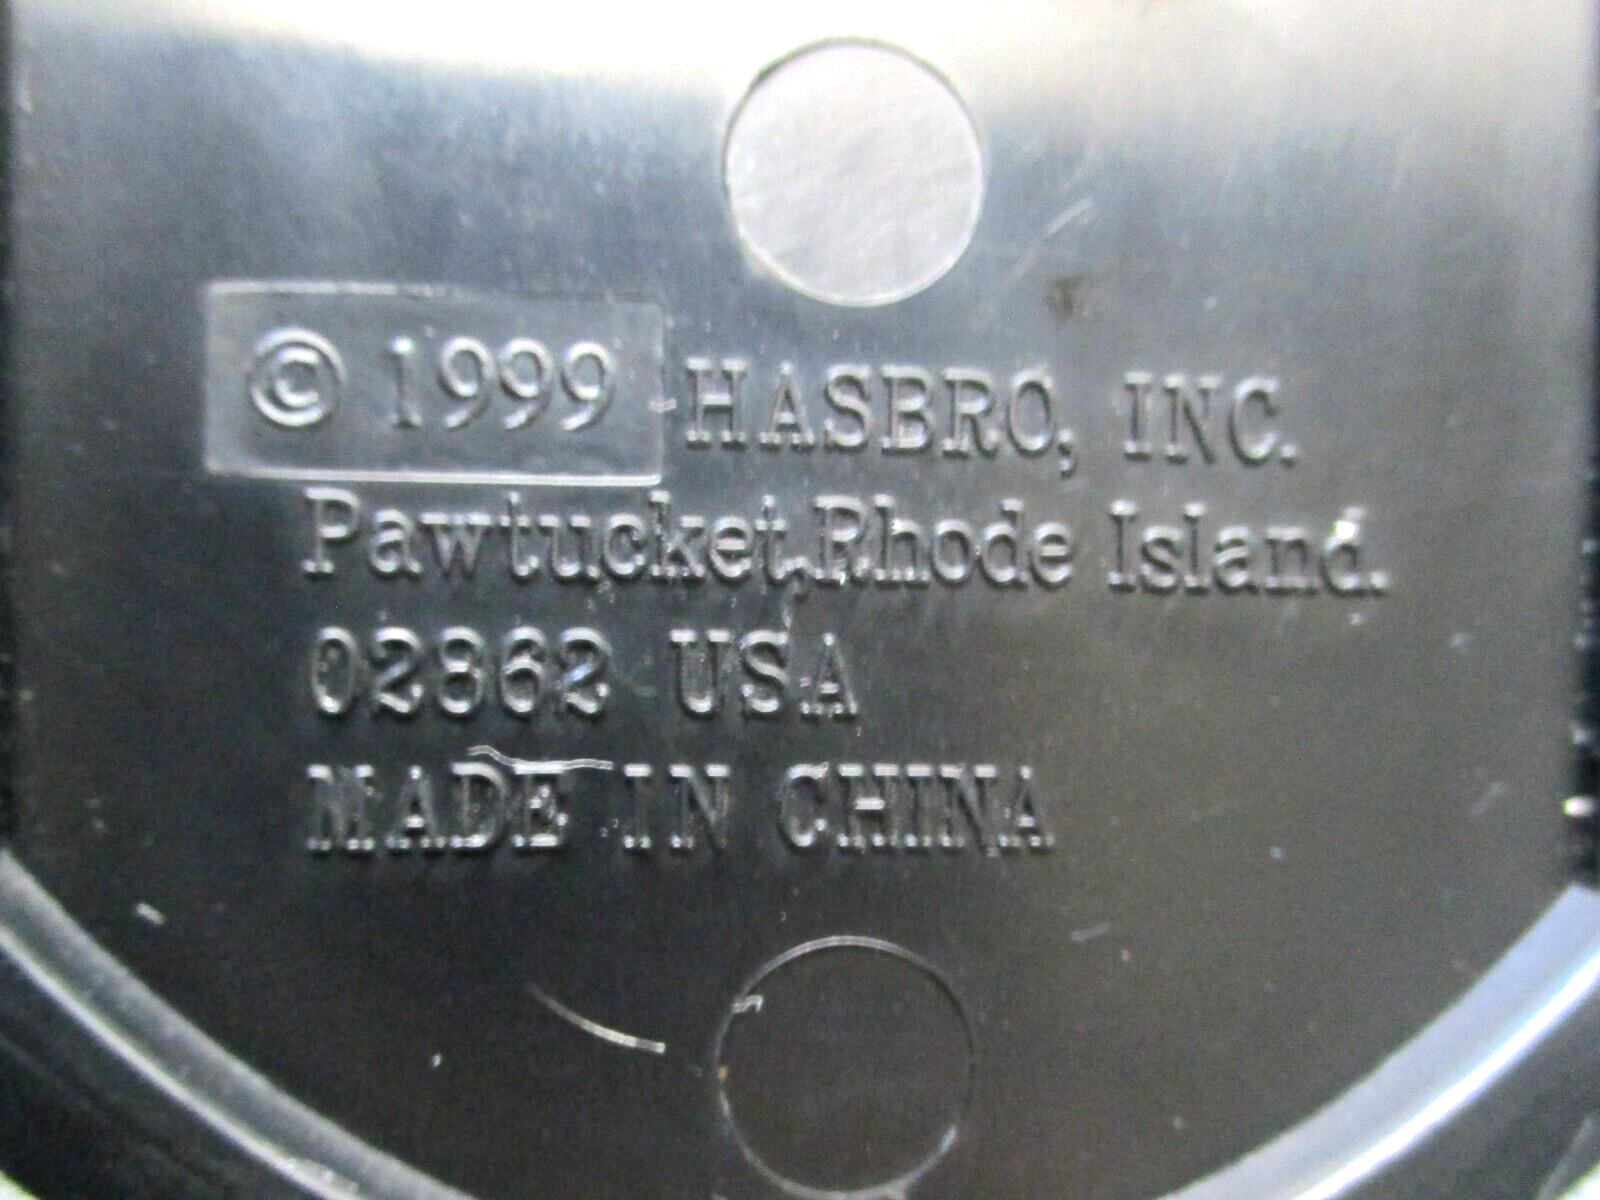 © 1999 HASBRO, INC.
Pawtucket, Rhode Island.
02862 USA
MADE IN CHINA